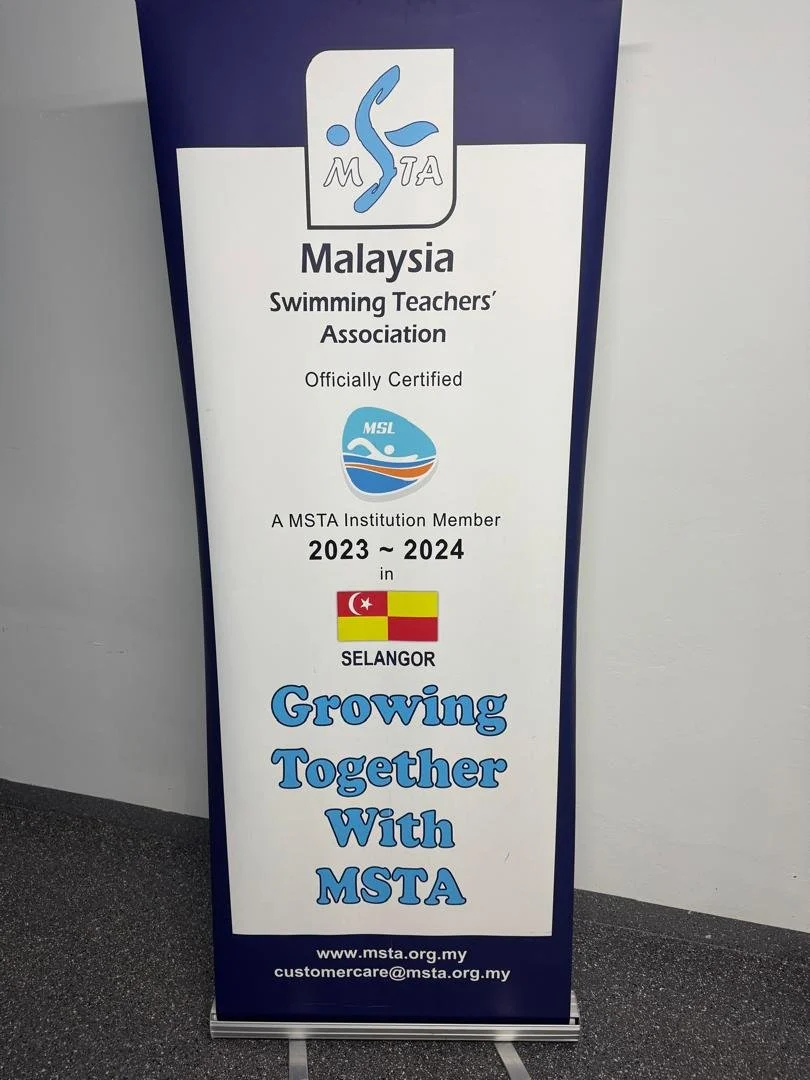 MSTA
Malaysia
Swimming Teachers'
Association
Officially Certified
MSL
A MSTA Institution Member
2023 ~ 2024
in
SELANGOR
Growing
Together
With
MSTA
www.msta.org.my
customercare@msta.org.my